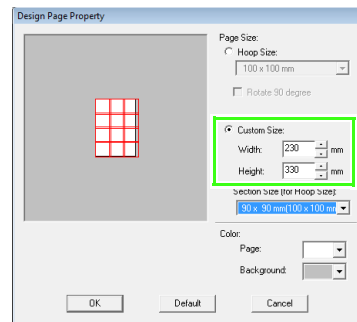 Design Page Property
Page Size:
Hoop Size:
100 x 100 mm
Rotate 90 degree
Custom Size:
Width: 230 mm
Height: 330 mm
Section Size (for Hoop Size):
90 x 90 mm(100 x 100 mm
Color:
Page:
Background:
OK Default Cancel